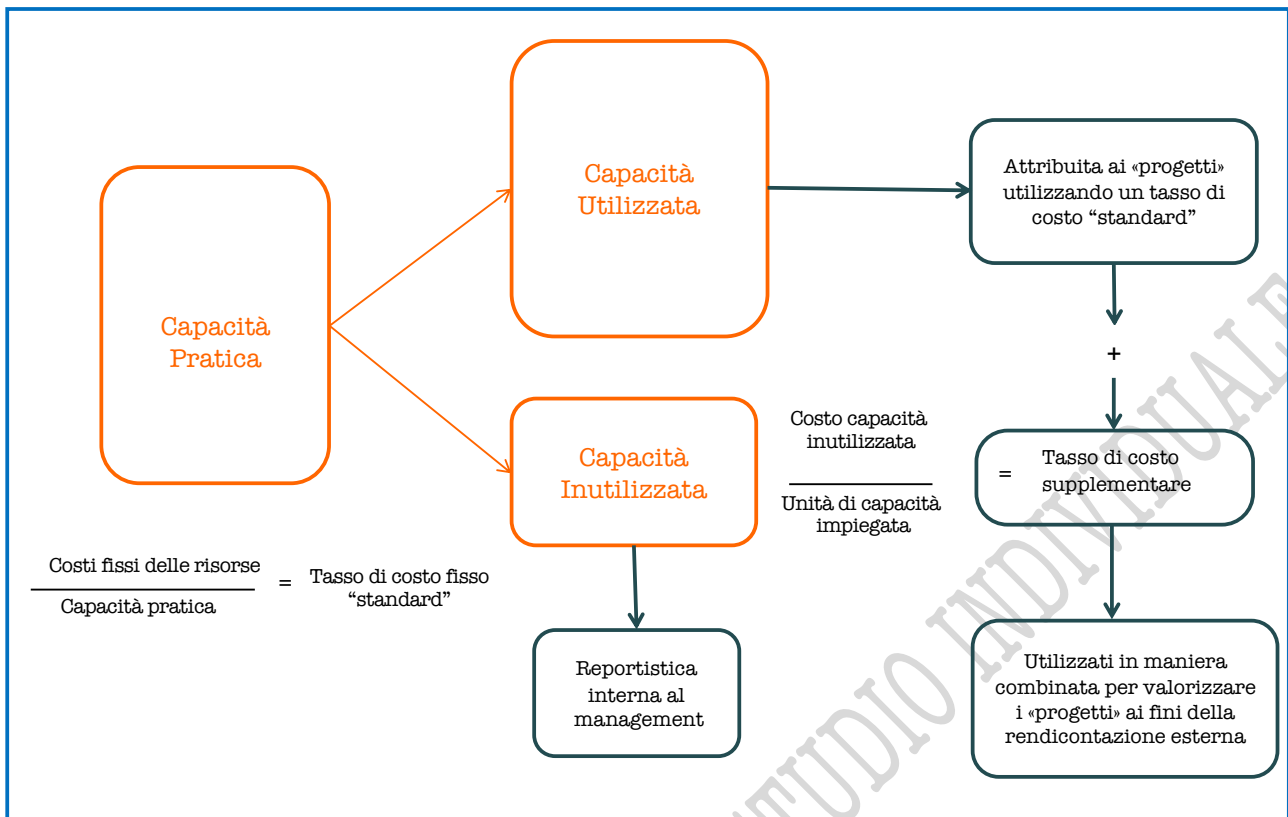 Capacità
Pratica
Capacità
Utilizzata
Attribuita ai «progetti»
utilizzando un tasso di
costo “standard”
+
Capacità
Inutilizzata
Costo capacità
inutilizzata
Unità di capacità
impiegata
= Tasso di costo
supplementare
Costi fissi delle risorse
Capacità pratica
= Tasso di costo fisso
“standard”
Reportistica
interna al
management
Utilizzati in maniera
combinata per valorizzare
i «progetti» ai fini della
rendicontazione esterna
STUDIO INDIVIDUALE